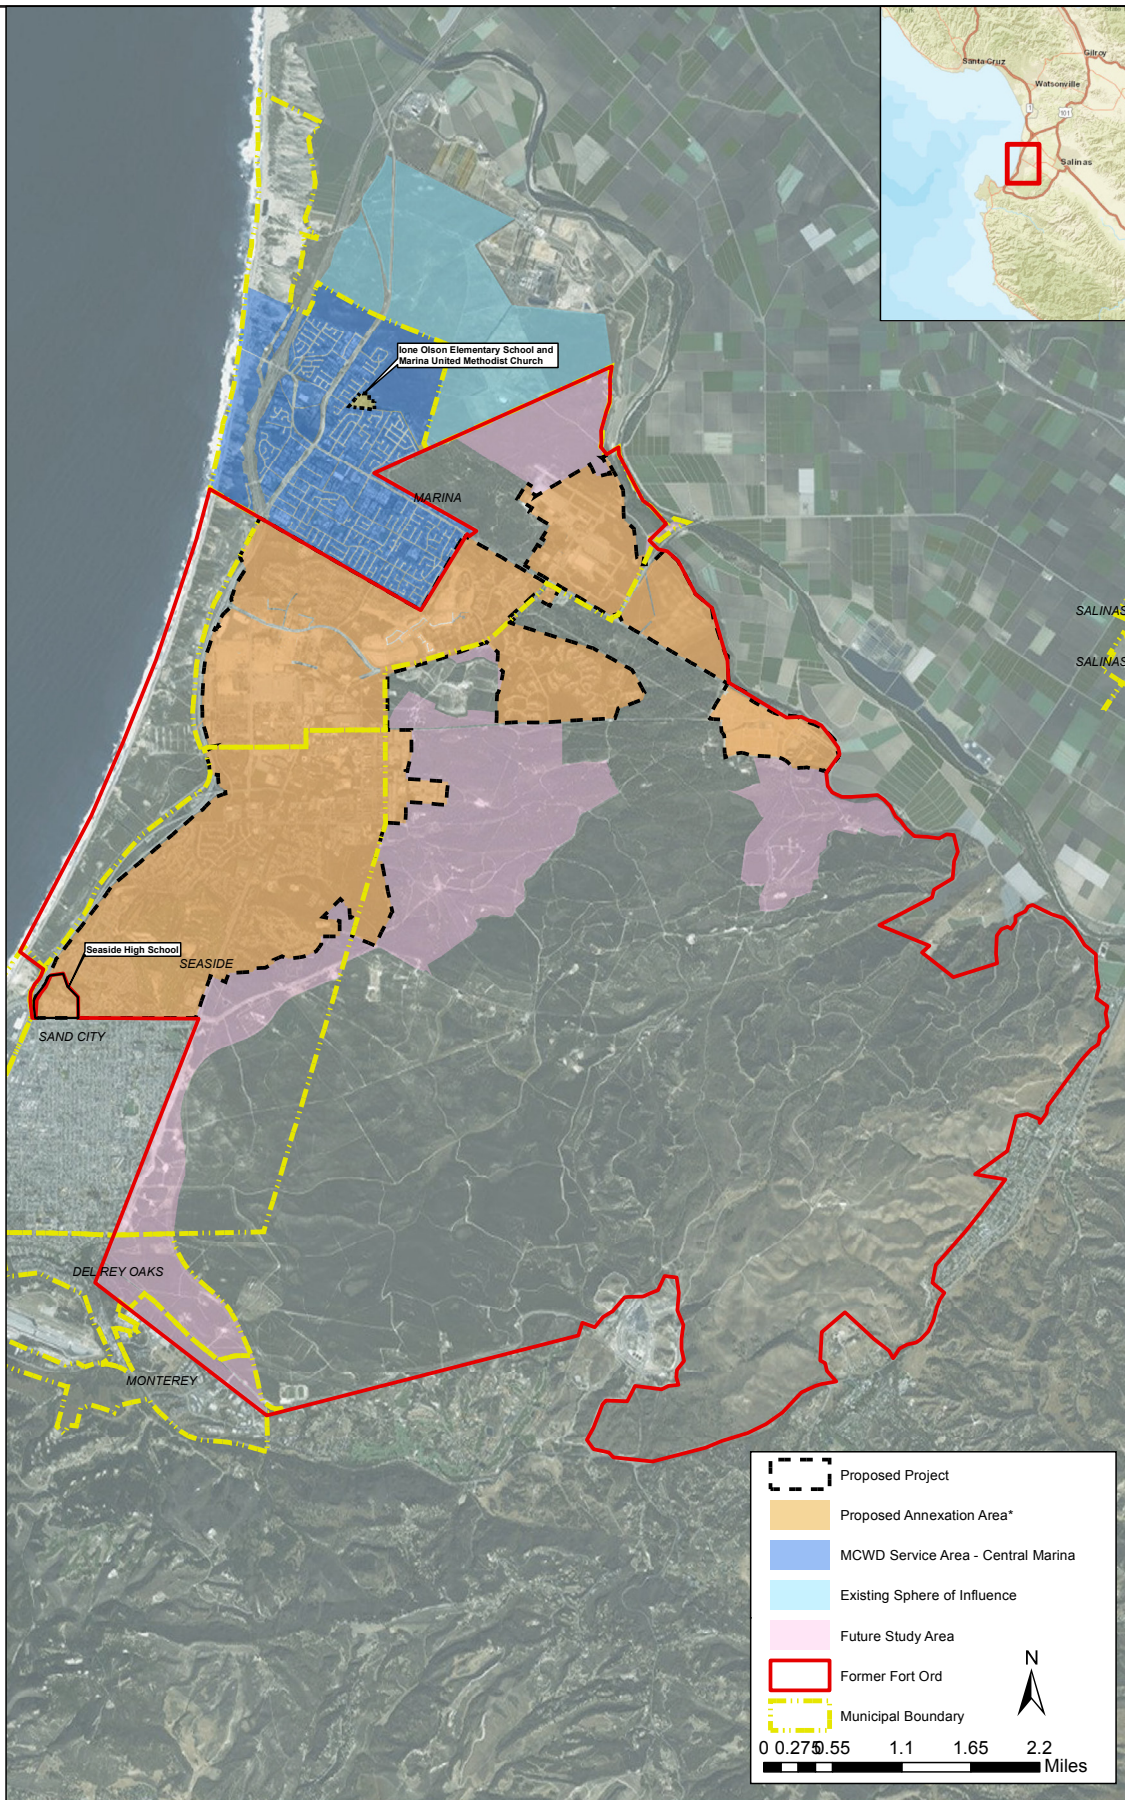 Park
Santa Cruz
Gilroy
Watsonville
1
101
Salinas
Ione Olson Elementary School and
Marina United Methodist Church
MARINA
SALINAS
SALINAS
Seaside High School
SEASIDE
SAND CITY
DEL REY OAKS
MONTEREY
Proposed Project
Proposed Annexation Area*
MCWD Service Area - Central Marina
Existing Sphere of Influence
Future Study Area
Former Fort Ord
Municipal Boundary
N
0 0.275 0.55 1.1 1.65 2.2
Miles